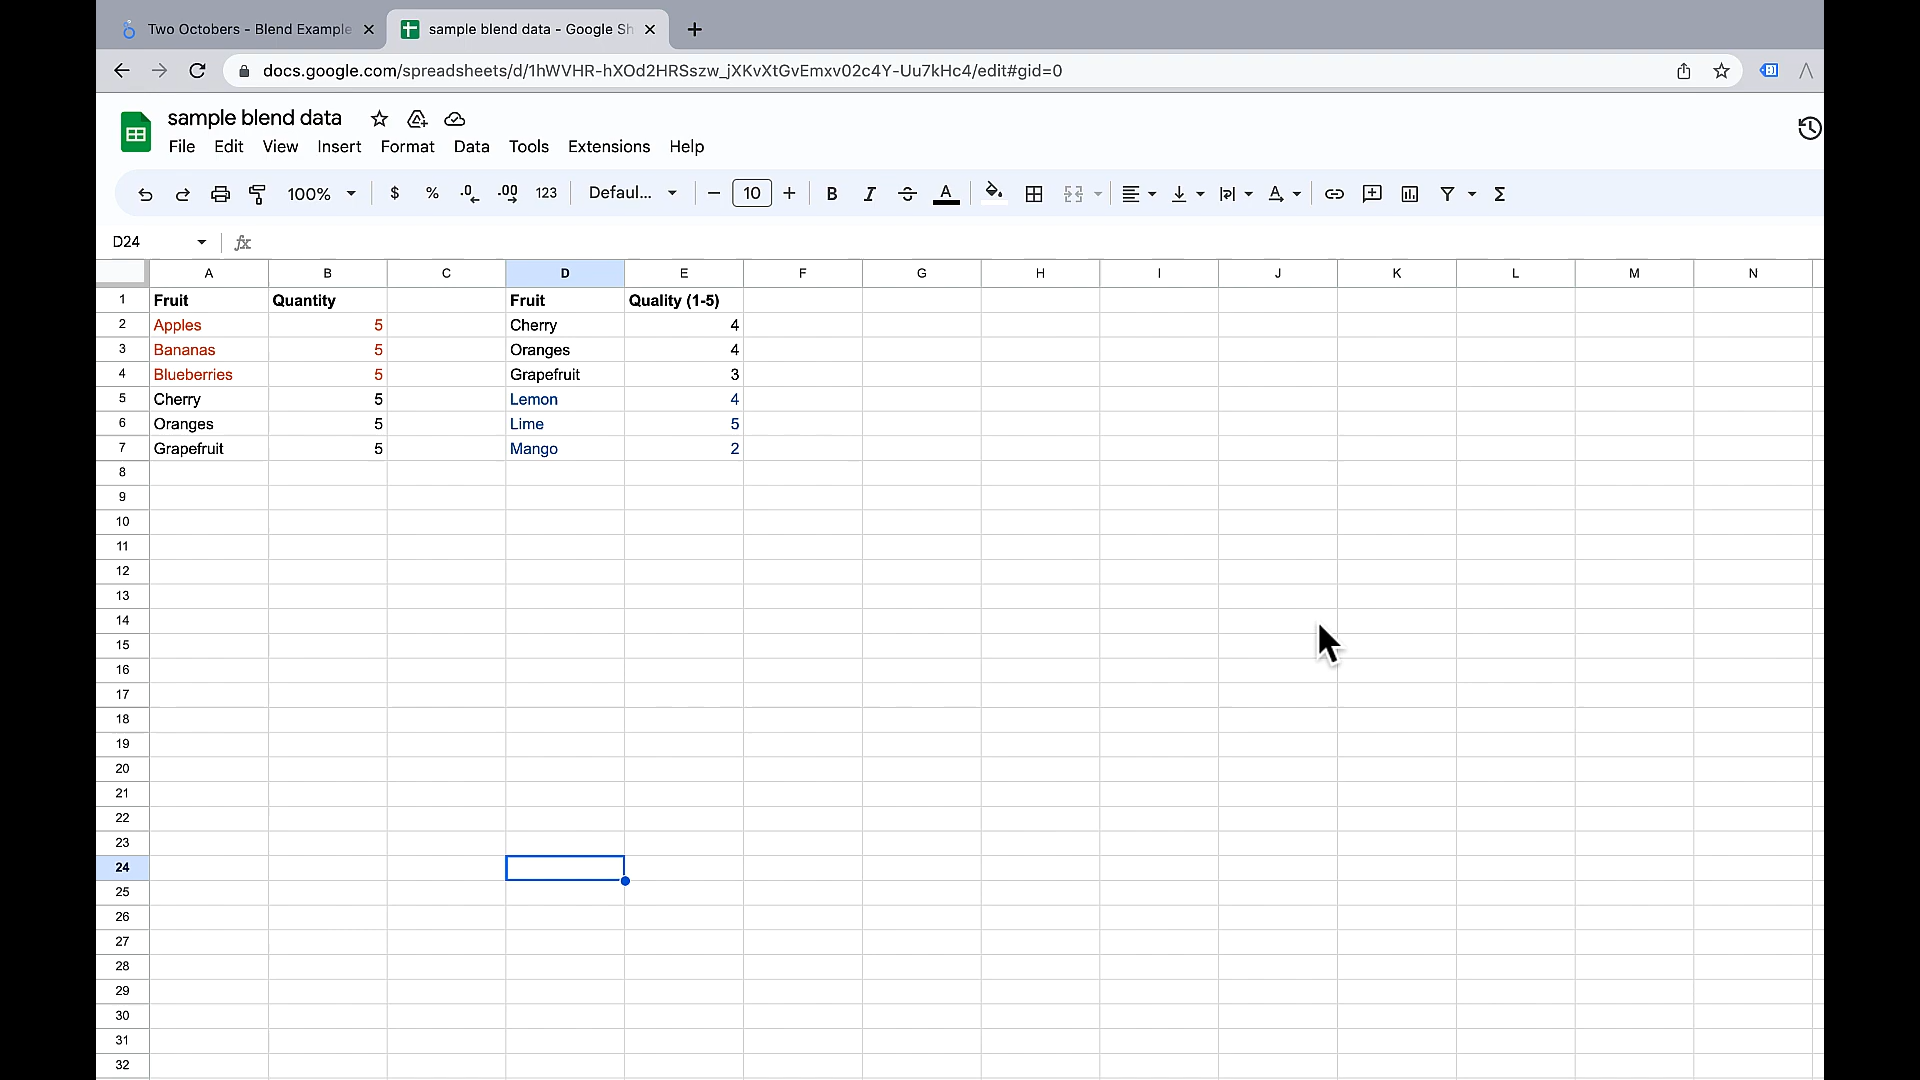 Two Octobers - Blend Example
sample blend data - Google Sh
docs.google.com/spreadsheets/d/1hWVHR-hXOd2HRSszw_jXKvXtGvEmxv02c4Y-Uu7kHc4/edit#gid=0
sample blend data
File Edit View Insert Format Data Tools Extensions Help
100% $ % .0 .00 123 Defaul... 10 B I S A A Σ
D24 fx
A B C D E F G H I J K L M N
1 Fruit Quantity Fruit Quality (1-5)
2 Apples 5 Cherry 4
3 Bananas 5 Oranges 4
4 Blueberries 5 Grapefruit 3
5 Cherry 5 Lemon 4
6 Oranges 5 Lime 5
7 Grapefruit 5 Mango 2
8
9
10
11
12
13
14
15
16
17
18
19
20
21
22
23
24
25
26
27
28
29
30
31
32